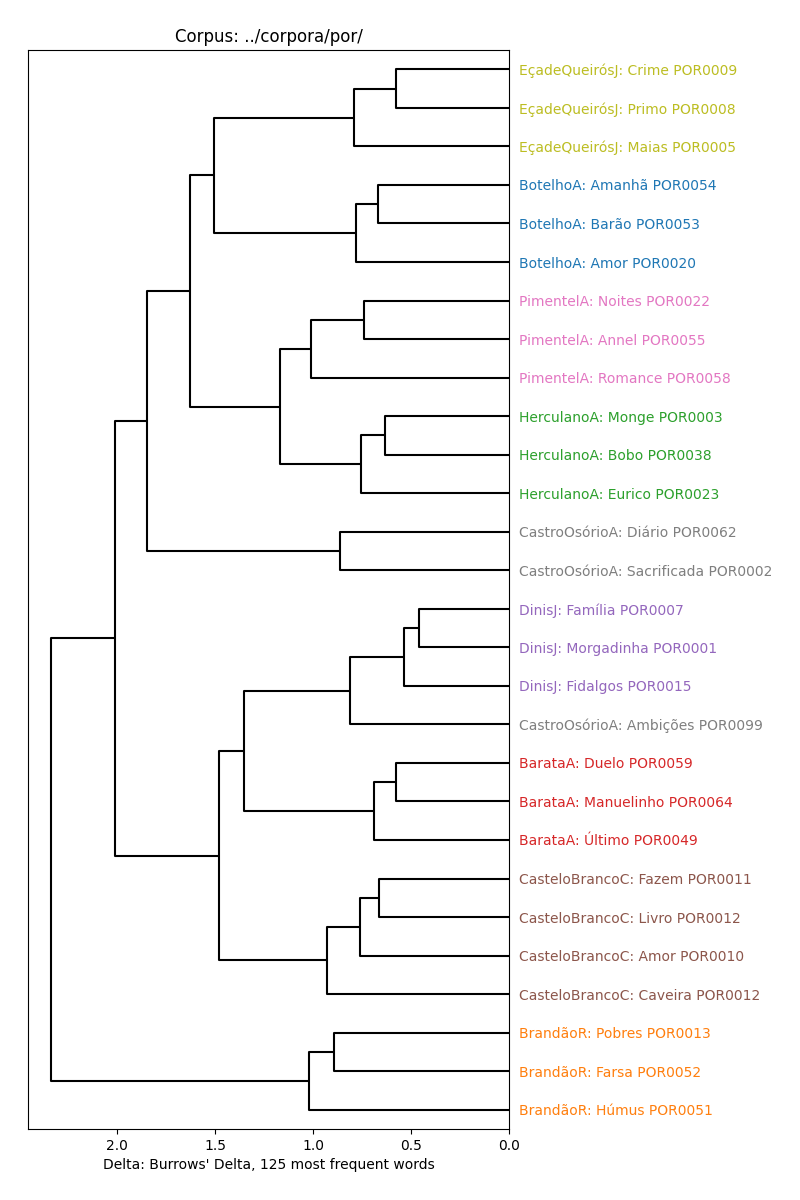 Corpus: ../corpora/por/
EçadeQueirósJ: Crime POR0009
EçadeQueirósJ: Primo POR0008
EçadeQueirósJ: Maias POR0005
BotelhoA: Amanhã POR0054
BotelhoA: Barão POR0053
BotelhoA: Amor POR0020
PimentelA: Noites POR0022
PimentelA: Annel POR0055
PimentelA: Romance POR0058
HerculanoA: Monge POR0003
HerculanoA: Bobo POR0038
HerculanoA: Eurico POR0023
CastroOsórioA: Diário POR0062
CastroOsórioA: Sacrificada POR0002
DinisJ: Família POR0007
DinisJ: Morgadinha POR0001
DinisJ: Fidalgos POR0015
CastroOsórioA: Ambições POR0099
BarataA: Duelo POR0059
BarataA: Manuelinho POR0064
BarataA: Último POR0049
CasteloBrancoC: Fazem POR0011
CasteloBrancoC: Livro POR0012
CasteloBrancoC: Amor POR0010
CasteloBrancoC: Caveira POR0012
BrandãoR: Pobres POR0013
BrandãoR: Farsa POR0052
BrandãoR: Húmus POR0051
2.0 1.5 1.0 0.5 0.0
Delta: Burrows' Delta, 125 most frequent words